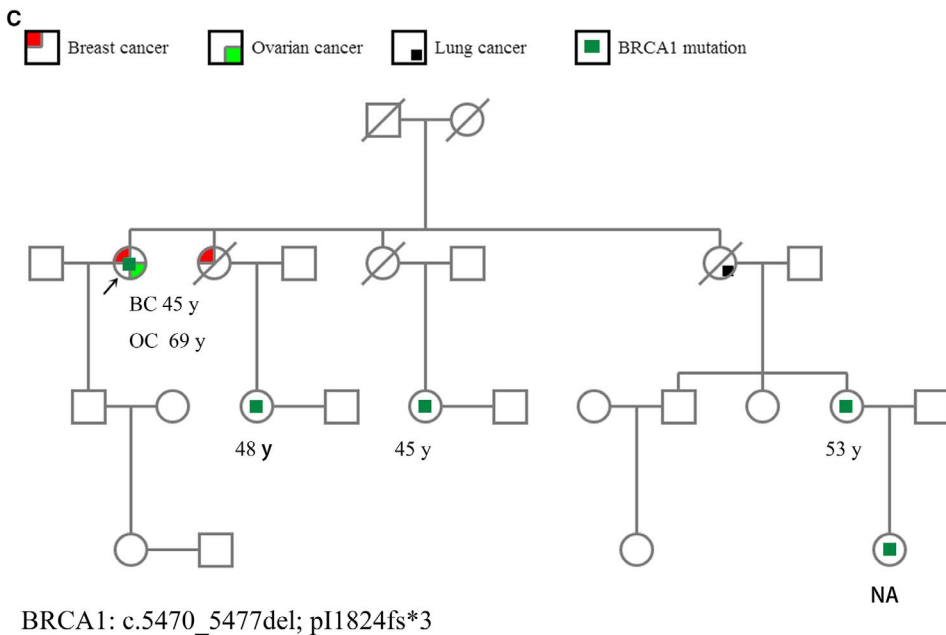 C
Breast cancer Ovarian cancer Lung cancer BRCA1 mutation
BC 45 y
OC 69 y
48 y 45 y 53 y
NA
BRCA1: c.5470_5477del; pI1824fs*3